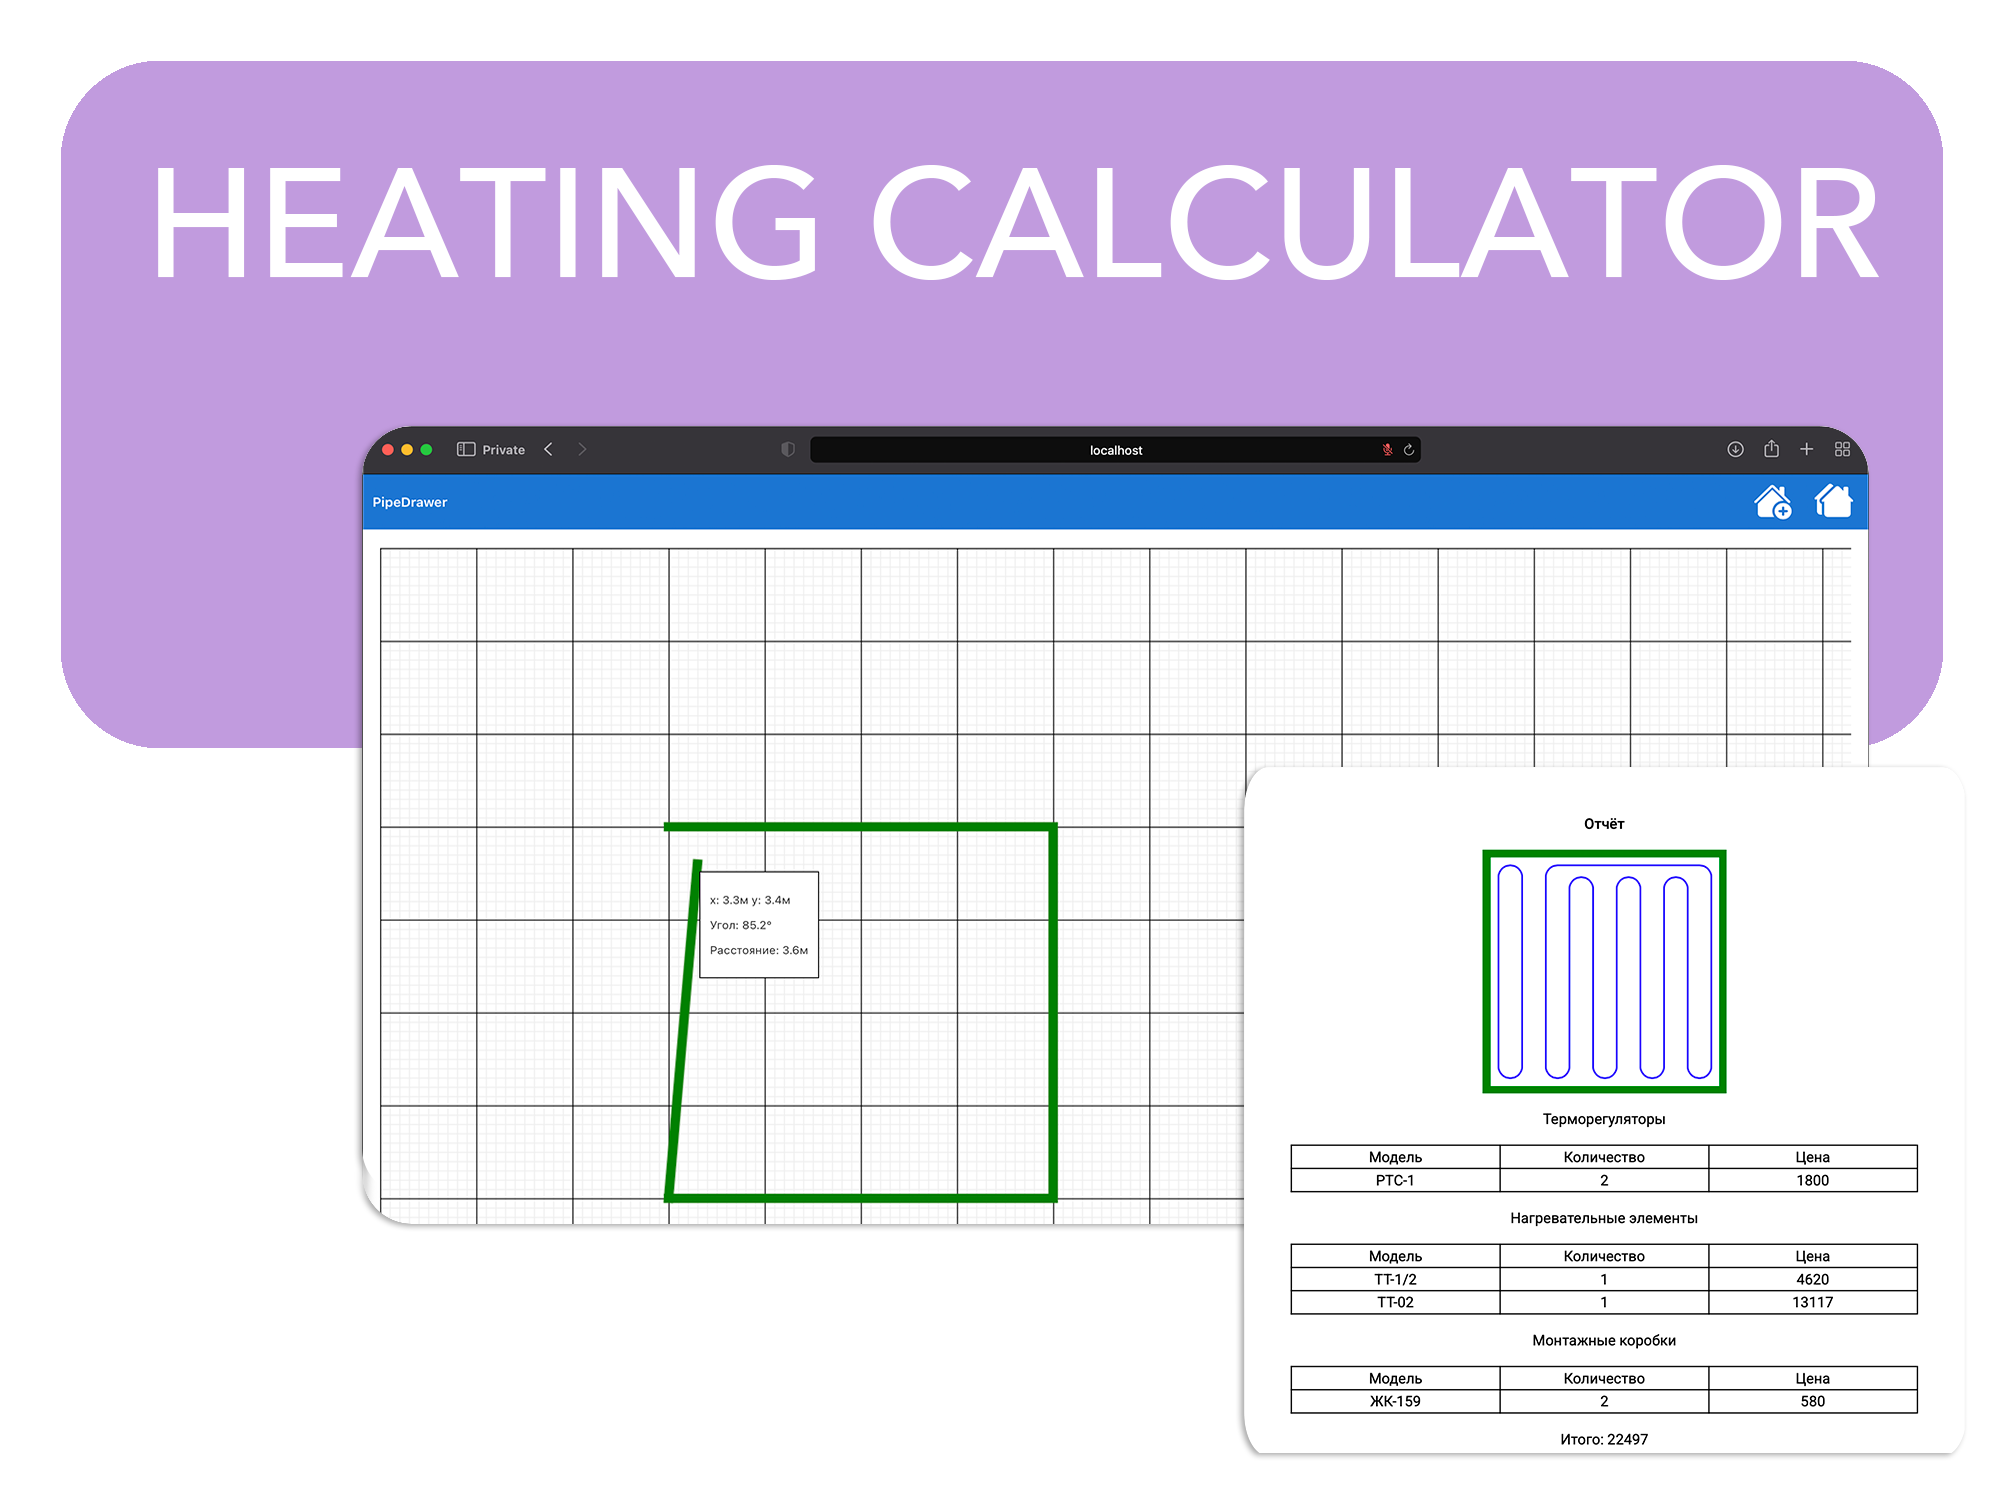 HEATING CALCULATOR
Private
localhost
PipeDrawer
x: 3.3м y: 3.4м
Угол: 85.2°
Расстояние: 3.6м
Отчёт
Терморегуляторы
Модель Количество Цена
РТС-1 2 1800
Нагревательные элементы
Модель Количество Цена
ТТ-1/2 1 4620
ТТ-02 1 13117
Монтажные коробки
Модель Количество Цена
ЖК-159 2 580
Итого: 22497